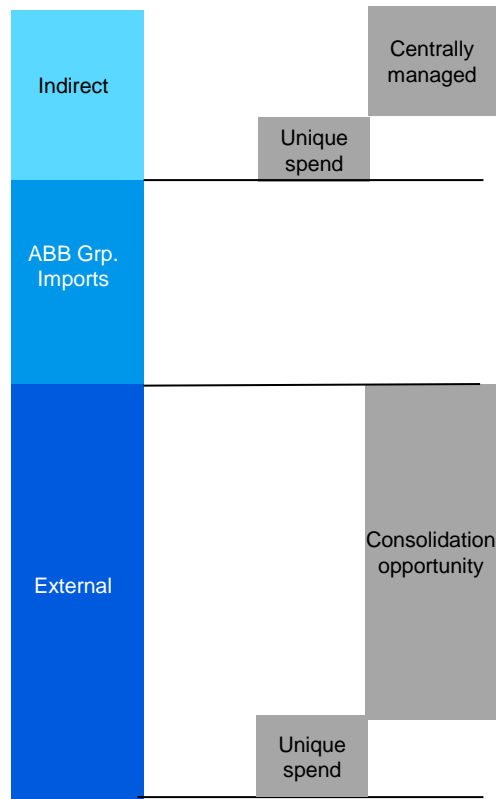 Centrally
managed
Indirect
Unique
spend
ABB Grp.
Imports
Consolidation
opportunity
External
Unique
spend